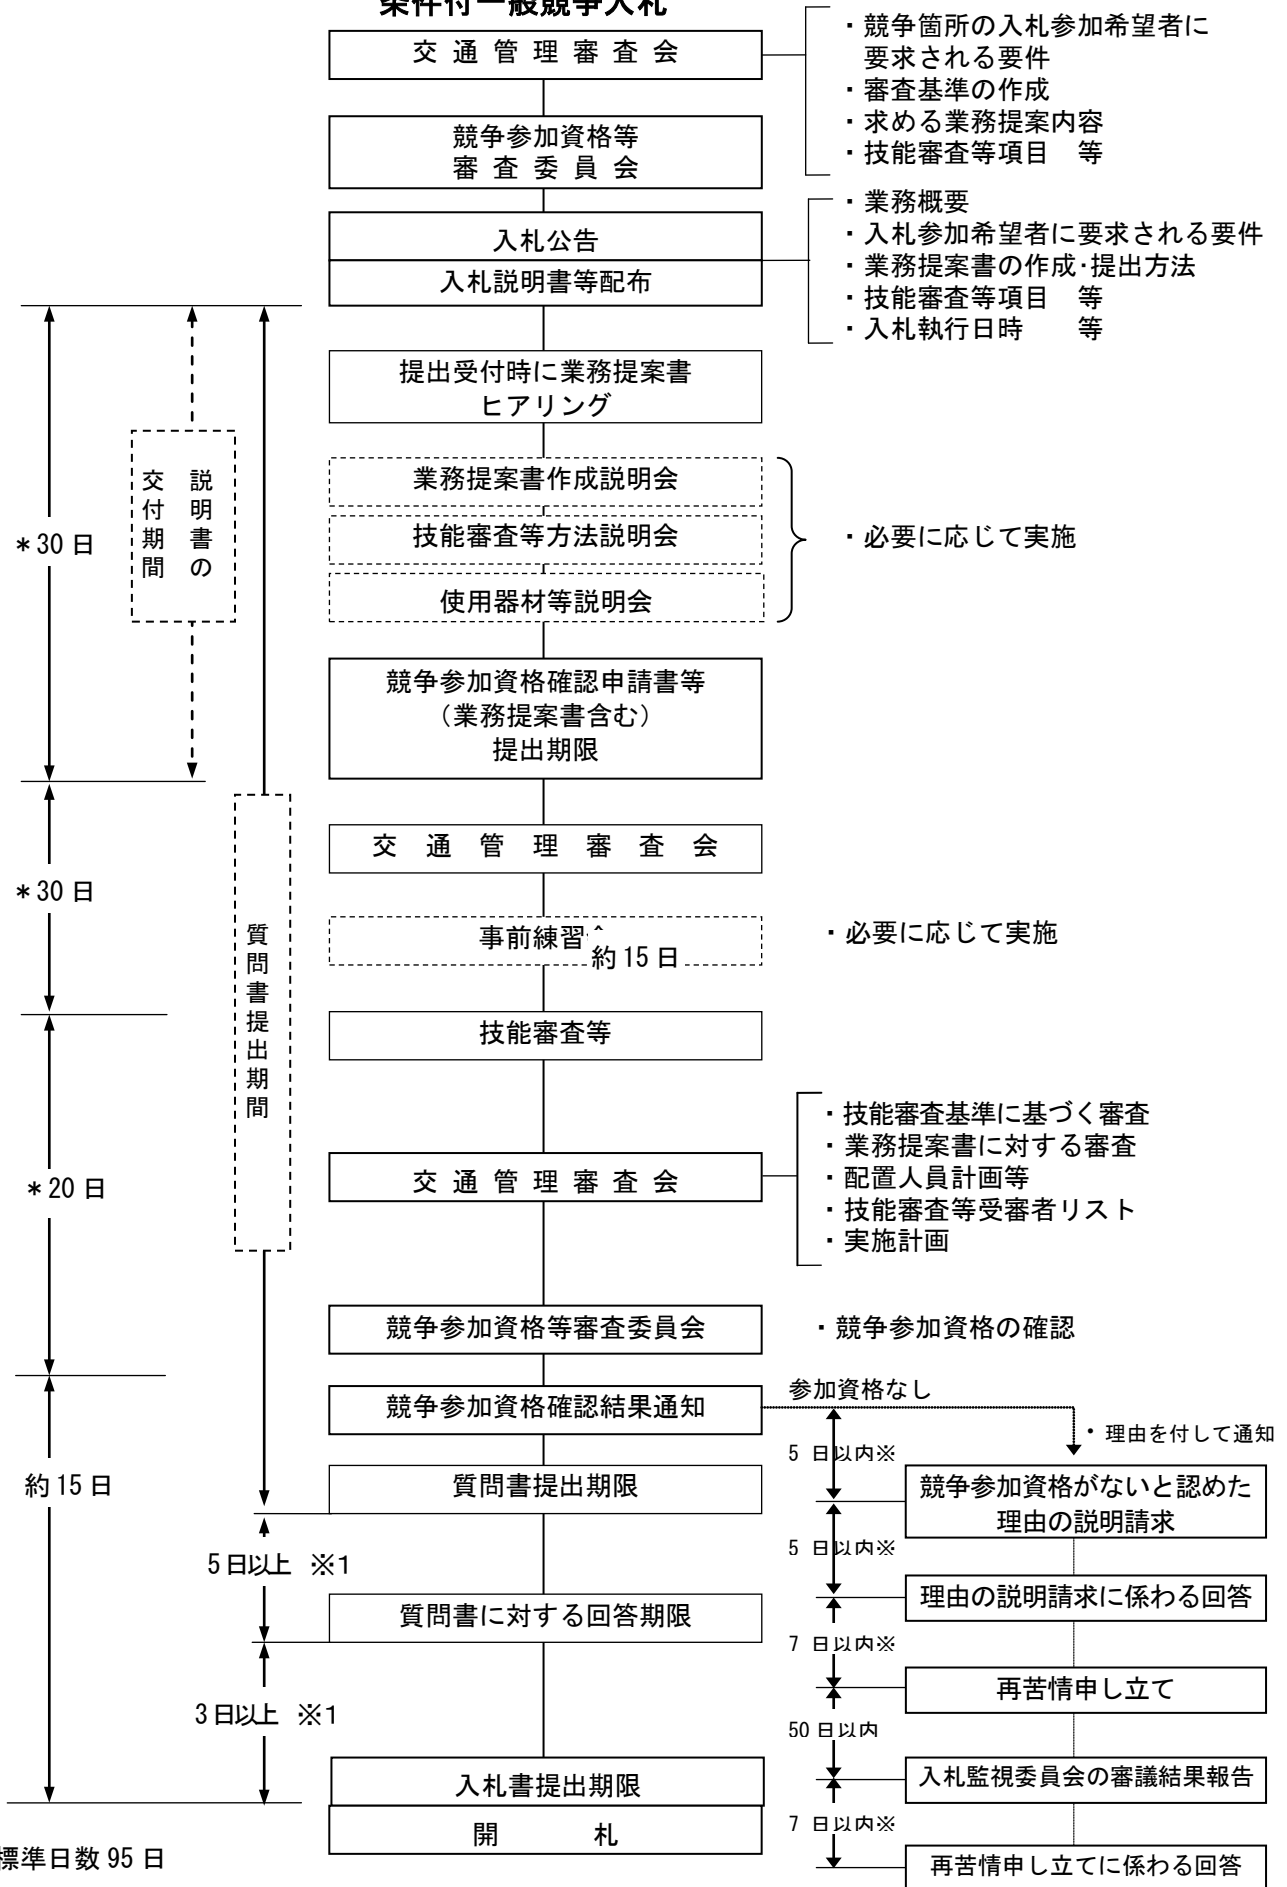 条件付一般競争入札
交通管理審査会
・競争箇所の入札参加希望者に
要求される要件
・審査基準の作成
・求める業務提案内容
・技能審査等項目　等
競争参加資格等
審査委員会
入札公告
入札説明書等配布
・業務概要
・入札参加希望者に要求される要件
・業務提案書の作成･提出方法
・技能審査等項目　等
・入札執行日時　　等
提出受付時に業務提案書
ヒアリング
業務提案書作成説明会
技能審査等方法説明会
使用器材等説明会
・必要に応じて実施
＊30 日
説明書の
交付期間
競争参加資格確認申請書等
（業務提案書含む）
提出期限
交通管理審査会
＊30 日
事前練習
約 15 日
・必要に応じて実施
質問書提出期間
技能審査等
＊20 日
交通管理審査会
・技能審査基準に基づく審査
・業務提案書に対する審査
・配置人員計画等
・技能審査等受審者リスト
・実施計画
競争参加資格等審査委員会
・競争参加資格の確認
競争参加資格確認結果通知
参加資格なし
・理由を付して通知
5 日以内※
約 15 日
質問書提出期限
競争参加資格がないと認めた
理由の説明請求
5 日以内※
5 日以上 ※1
質問書に対する回答期限
理由の説明請求に係わる回答
7 日以内※
再苦情申し立て
3 日以上 ※1
50 日以内
入札書提出期限
入札監視委員会の審議結果報告
開札
7 日以内※
再苦情申し立てに係わる回答
標準日数 95 日